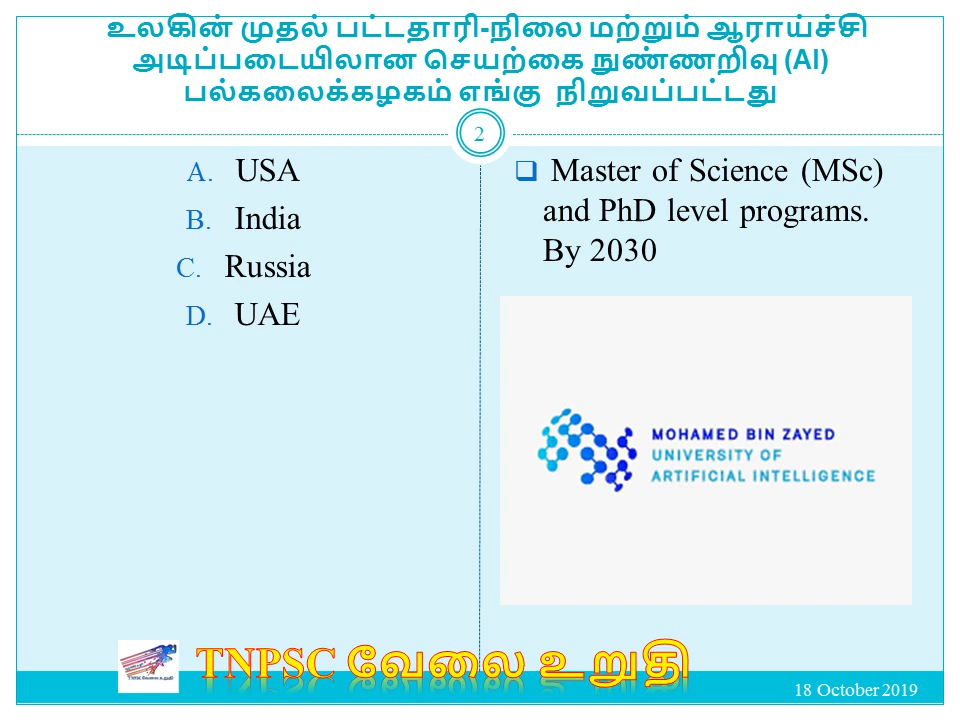 உலகின் முதல் பட்டதாரி-நிலை மற்றும் ஆராய்ச்சி
அடிப்படையிலான செயற்கை நுண்ணறிவு (AI)
பல்கலைக்கழகம் எங்கு நிறுவப்பட்டது
2
A. USA
B. India
C. Russia
D. UAE
❑ Master of Science (MSc)
and PhD level programs.
By 2030
MOHAMED BIN ZAYED
UNIVERSITY OF
ARTIFICIAL INTELLIGENCE
TNPSC வேலை உறுதி
TNPSC வேலை உறுதி
18 October 2019